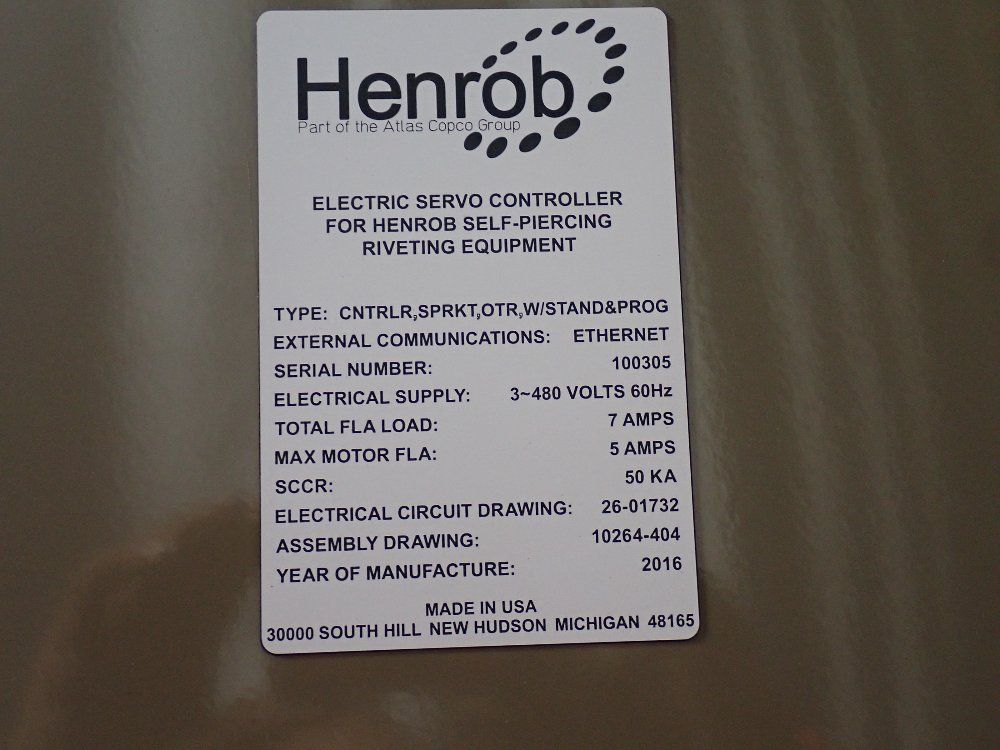 Henrob
Part of the Atlas Copco Group
ELECTRIC SERVO CONTROLLER
FOR HENROB SELF-PIERCING
RIVETING EQUIPMENT
TYPE: CNTRLR,SPRKT,OTR,W/STAND&PROG
EXTERNAL COMMUNICATIONS: ETHERNET
SERIAL NUMBER: 100305
ELECTRICAL SUPPLY: 3~480 VOLTS 60Hz
TOTAL FLA LOAD: 7 AMPS
MAX MOTOR FLA: 5 AMPS
SCCR: 50 KA
ELECTRICAL CIRCUIT DRAWING: 26-01732
ASSEMBLY DRAWING: 10264-404
YEAR OF MANUFACTURE: 2016
MADE IN USA
30000 SOUTH HILL NEW HUDSON MICHIGAN 48165